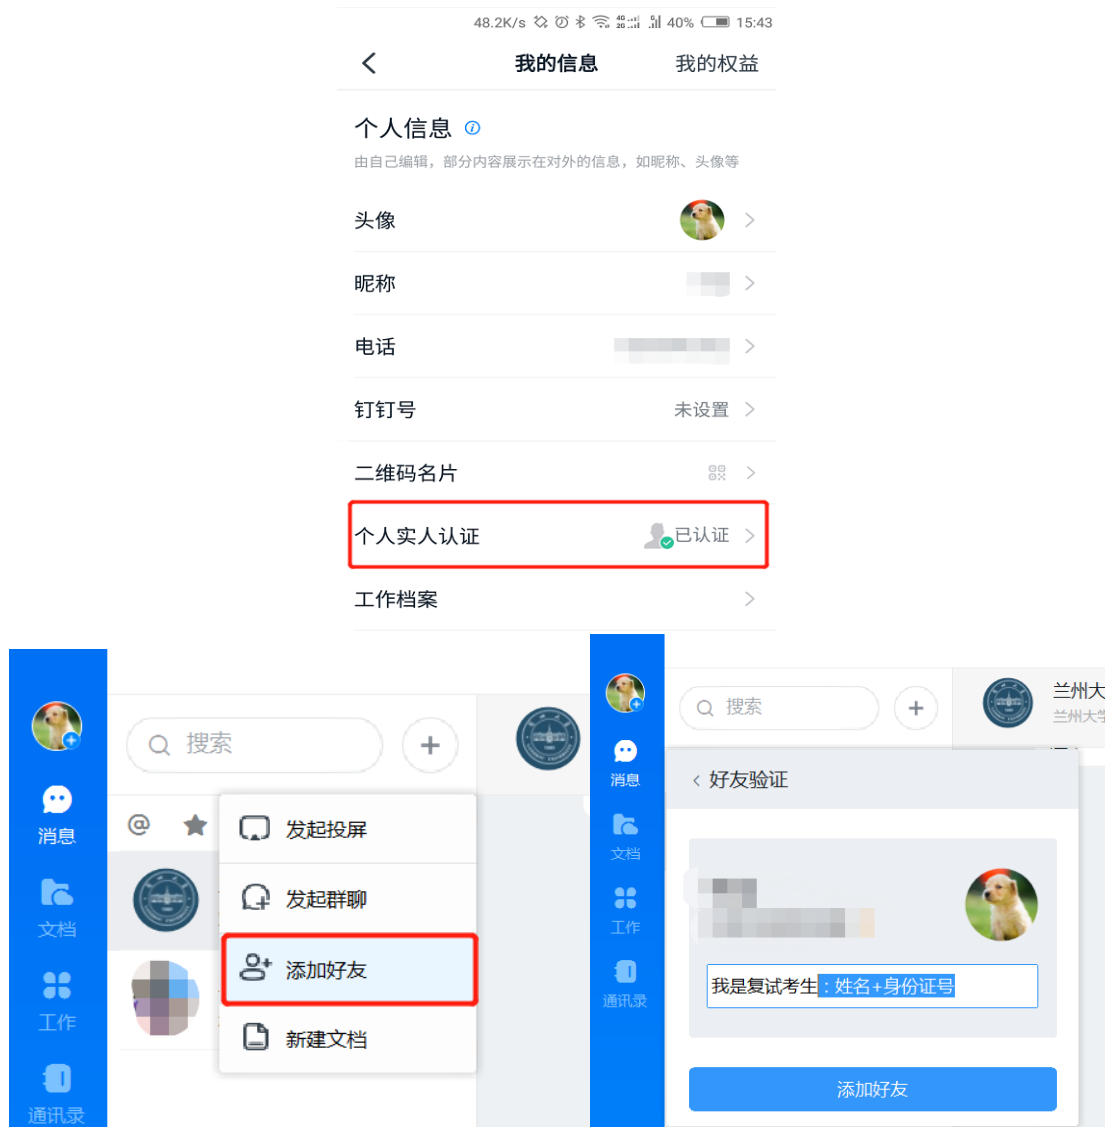 48.2K/s 4G 2G 40% 15:43
我的信息 我的权益
个人信息
由自己编辑，部分内容展示在对外的信息，如昵称、头像等
头像
昵称
电话
钉钉号 未设置
二维码名片
个人实人认证 已认证
工作档案
搜索
消息
@
发起投屏
文档
发起群聊
添加好友
工作
新建文档
通讯录
搜索
兰州大
兰州大学
消息
好友验证
文档
工作
通讯录
我是复试考生：姓名+身份证号
添加好友